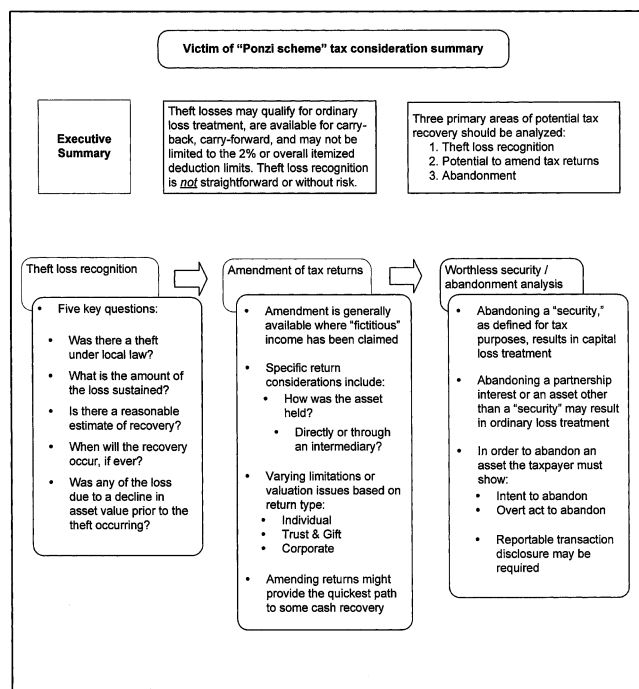 Victim of “Ponzi scheme” tax consideration summary
Executive
Summary
Theft losses may qualify for ordinary
loss treatment, are available for carry-
back, carry-forward, and may not be
limited to the 2% or overall itemized
deduction limits. Theft loss recognition
is not straightforward or without risk.
Three primary areas of potential tax
recovery should be analyzed:
1. Theft loss recognition
2. Potential to amend tax returns
3. Abandonment
Theft loss recognition
• Five key questions:
• Was there a theft
under local law?
• What is the amount of
the loss sustained?
• Is there a reasonable
estimate of recovery?
• When will the recovery
occur, if ever?
• Was any of the loss
due to a decline in
asset value prior to the
theft occurring?
Amendment of tax returns
• Amendment is generally
available where “fictitious”
income has been claimed
• Specific return
considerations include:
• How was the asset
held?
• Directly or through
an intermediary?
• Varying limitations or
valuation issues based on
return type:
• Individual
• Trust & Gift
• Corporate
• Amending returns might
provide the quickest path
to some cash recovery
Worthless security /
abandonment analysis
• Abandoning a “security,”
as defined for tax
purposes, results in capital
loss treatment
• Abandoning a partnership
interest or an asset other
than a “security” may result
in ordinary loss treatment
• In order to abandon an
asset the taxpayer must
show:
• Intent to abandon
• Overt act to abandon
• Reportable transaction
disclosure may be
required